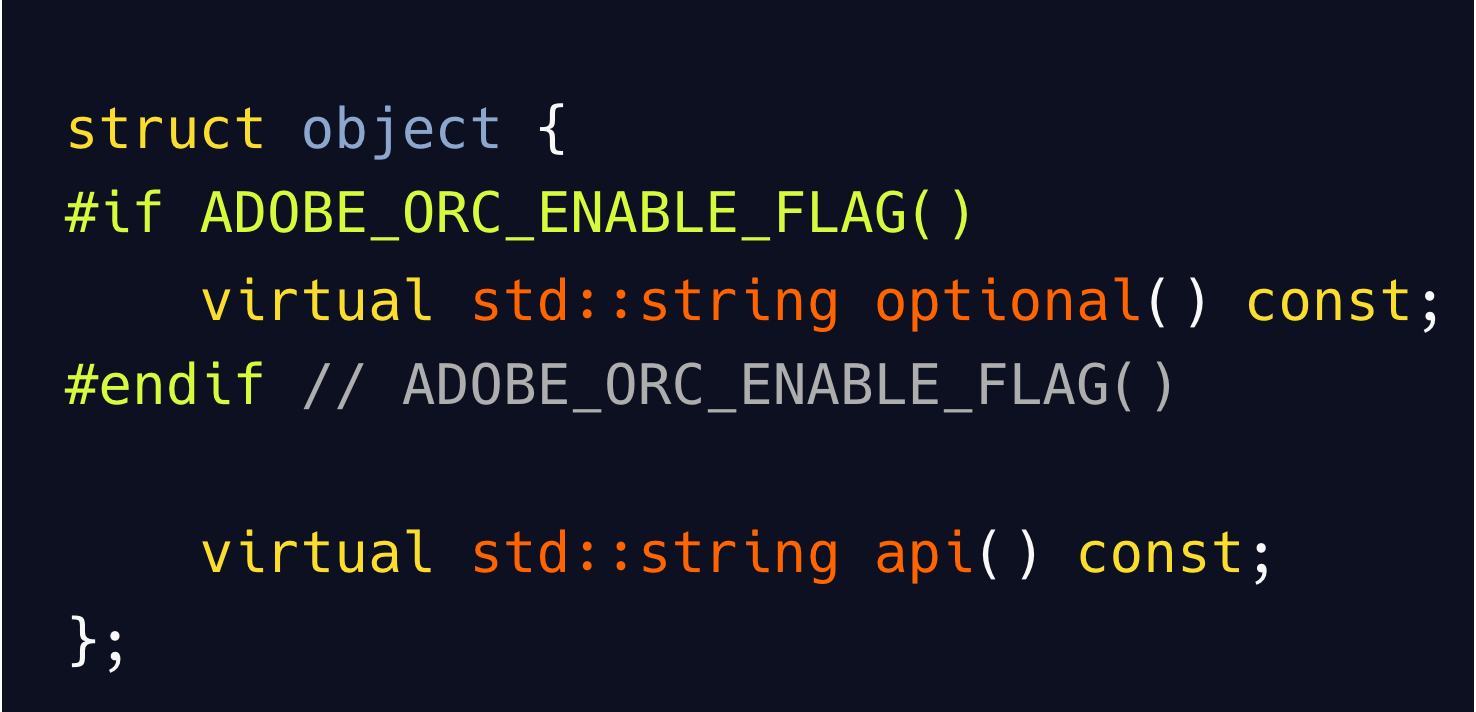 struct object {
#if ADOBE_ORC_ENABLE_FLAG()
    virtual std::string optional() const;
#endif // ADOBE_ORC_ENABLE_FLAG()

    virtual std::string api() const;
};